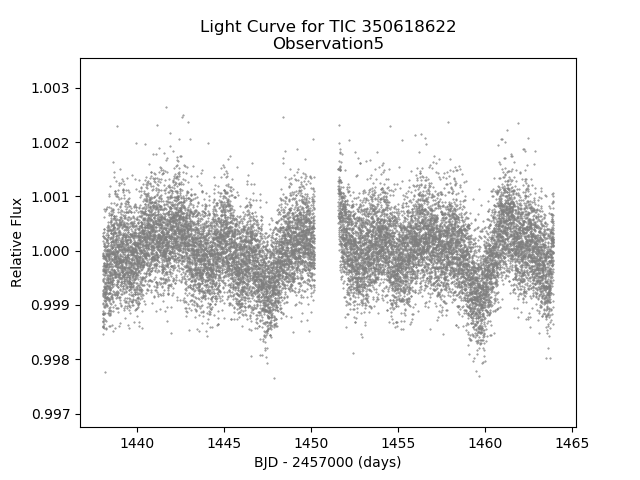 Light Curve for TIC 350618622
Observation5
1.003
1.002
1.001
1.000
0.999
0.998
0.997
Relative Flux
1440 1445 1450 1455 1460 1465
BJD - 2457000 (days)